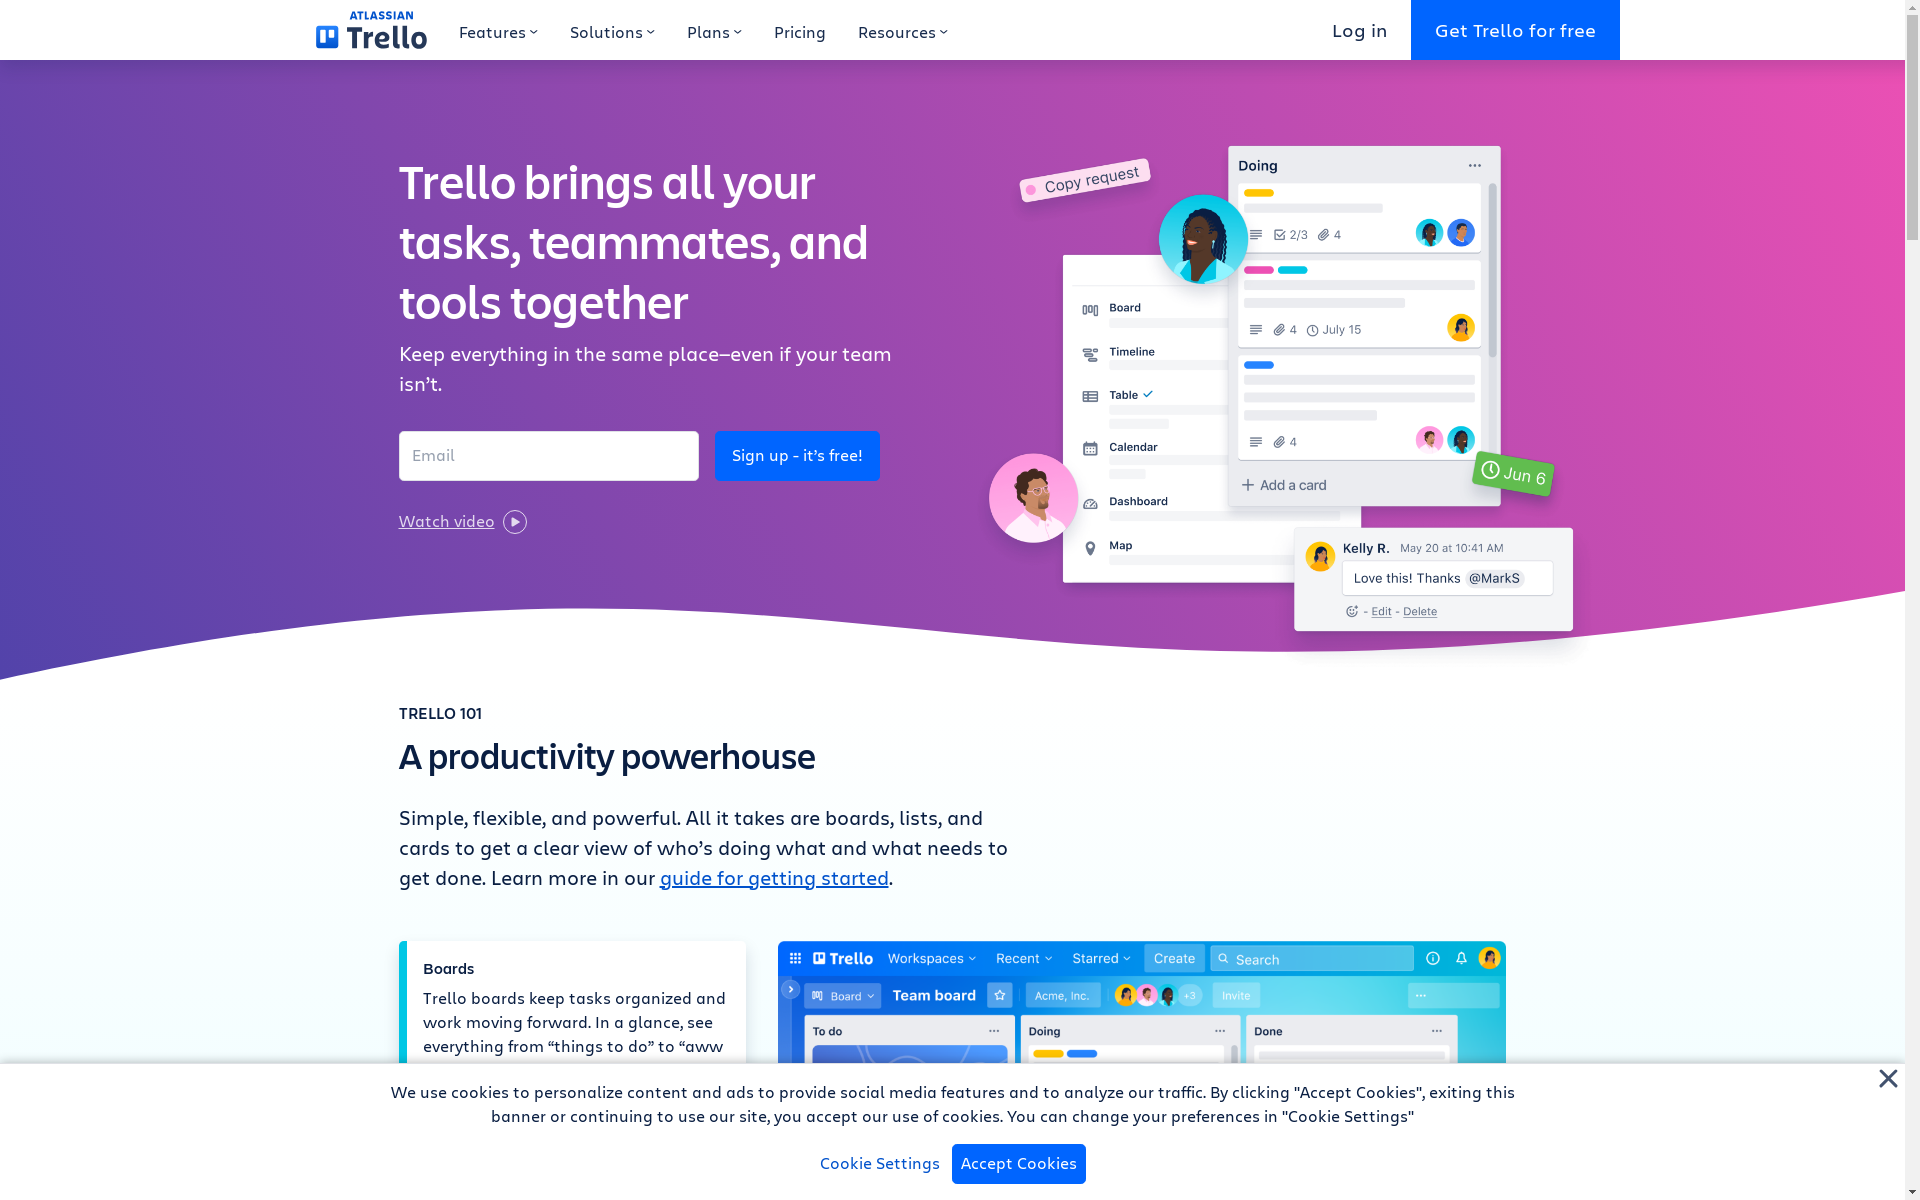 ATLASSIAN
Trello
Features
Solutions
Plans
Pricing
Resources
Log in
Get Trello for free
Trello brings all your
tasks, teammates, and
tools together
Keep everything in the same place—even if your team
isn’t.
Email
Sign up - it’s free!
Watch video
Copy request
Doing
2/3
4
4
July 15
4
Add a card
Jun 6
Board
Timeline
Table
Calendar
Dashboard
Map
Kelly R. May 20 at 10:41 AM
Love this! Thanks @MarkS
- Edit - Delete
TRELLO 101
A productivity powerhouse
Simple, flexible, and powerful. All it takes are boards, lists, and
cards to get a clear view of who’s doing what and what needs to
get done. Learn more in our guide for getting started.
Boards
Trello boards keep tasks organized and
work moving forward. In a glance, see
everything from “things to do” to “aww
Trello Workspaces Recent Starred Create Search
Board Team board Acme, Inc. +3 Invite
To do
Doing
Done
We use cookies to personalize content and ads to provide social media features and to analyze our traffic. By clicking "Accept Cookies", exiting this
banner or continuing to use our site, you accept our use of cookies. You can change your preferences in "Cookie Settings"
Cookie Settings
Accept Cookies